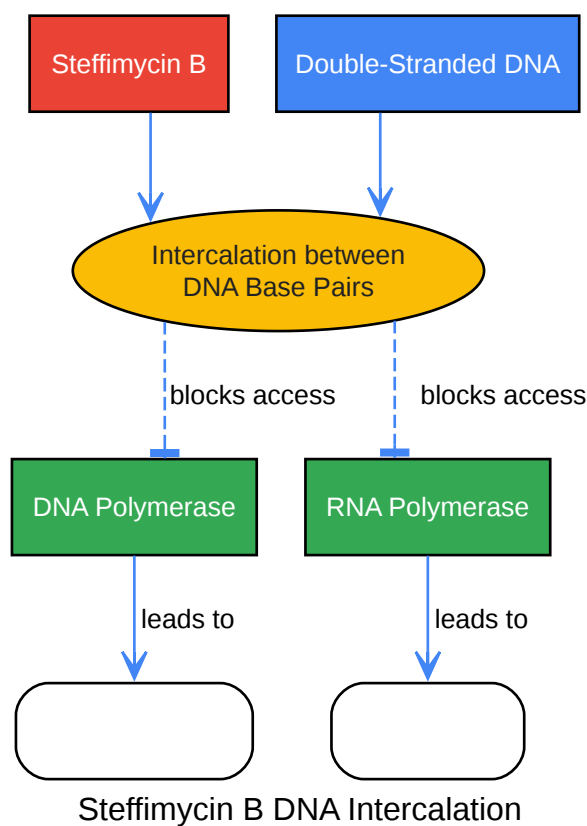 Steffimycin B
Double-Stranded DNA
Intercalation between
DNA Base Pairs
blocks access
blocks access
DNA Polymerase
RNA Polymerase
leads to
leads to
Steffimycin B DNA Intercalation